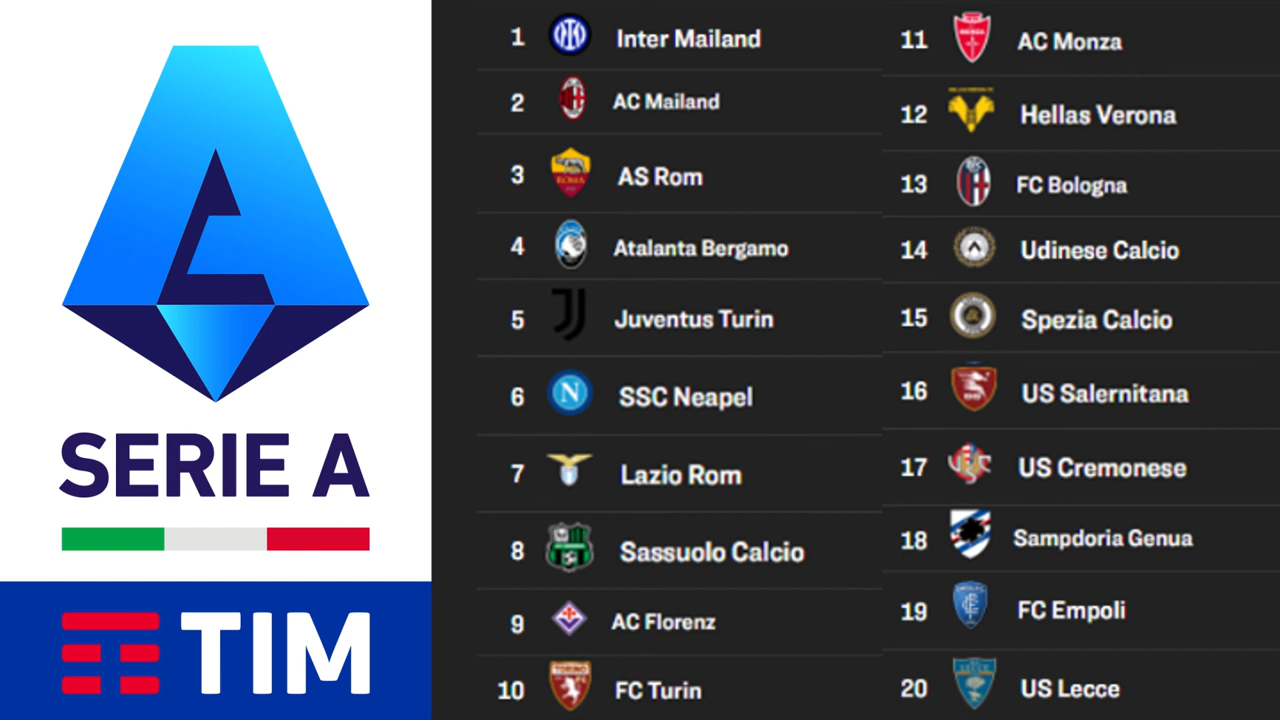 SERIE A
TIM
1 Inter Mailand
2 AC Mailand
3 AS Rom
4 Atalanta Bergamo
5 Juventus Turin
6 SSC Neapel
7 Lazio Rom
8 Sassuolo Calcio
9 AC Florenz
10 FC Turin
11 AC Monza
12 Hellas Verona
13 FC Bologna
14 Udinese Calcio
15 Spezia Calcio
16 US Salernitana
17 US Cremonese
18 Sampdoria Genua
19 FC Empoli
20 US Lecce